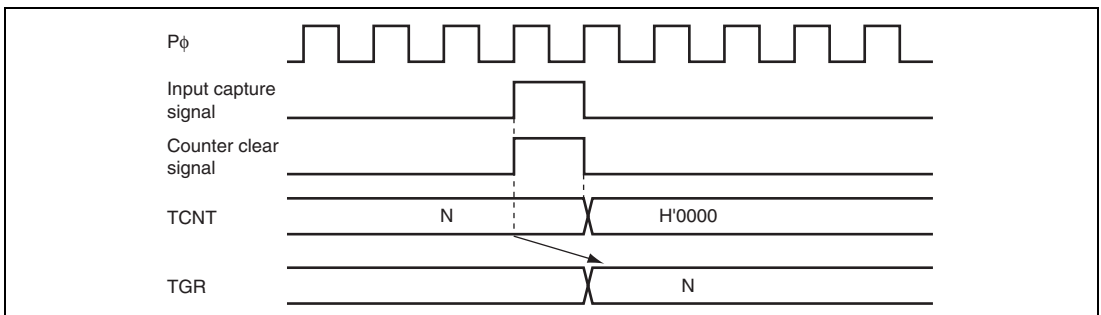 Pϕ
Input capture
signal
Counter clear
signal
TCNT
N
H'0000
TGR
N